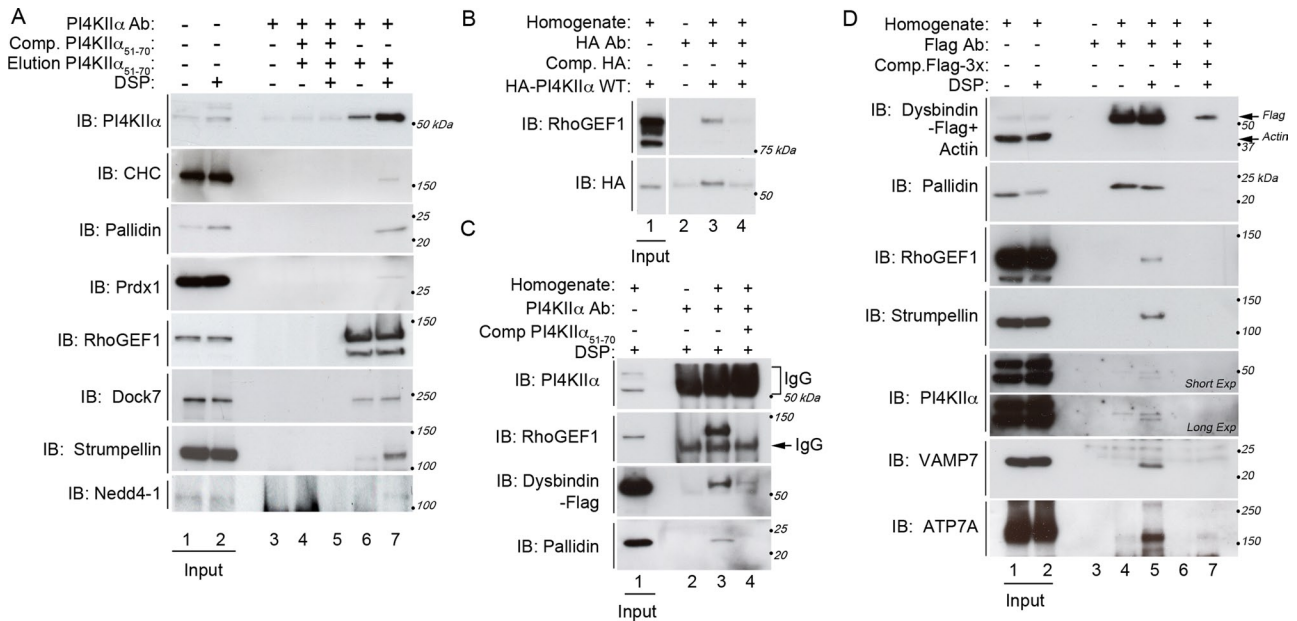 A
PI4KIIα Ab: - - + + + + +
Comp. PI4KIIα51-70: - - - + + - -
Elution PI4KIIα51-70: - - - + + + +
DSP: - + - - + - +
IB: PI4KIIα
50 kDa
IB: CHC
150
IB: Pallidin
25
20
IB: Prdx1
25
IB: RhoGEF1
150
IB: Dock7
250
IB: Strumpellin
150
100
IB: Nedd4-1
100
1 2 3 4 5 6 7
Input
B
Homogenate: + - + +
HA Ab: - + + +
Comp. HA: - - - +
HA-PI4KIIα WT: + - + +
IB: RhoGEF1
75 kDa
IB: HA
50
1 2 3 4
Input
C
Homogenate: + - + +
PI4KIIα Ab: - + + +
Comp PI4KIIα51-70: - - - +
DSP: + + + +
IB: PI4KIIα
IgG
50 kDa
IB: RhoGEF1
150
IgG
IB: Dysbindin
-Flag
50
IB: Pallidin
25
20
1 2 3 4
Input
D
Homogenate: + + - + + + +
Flag Ab: - - + + + + +
Comp.Flag-3x: - - - - - + +
DSP: - + - - + - +
IB: Dysbindin
-Flag+
Actin
Flag
50
Actin
37
IB: Pallidin
25 kDa
20
IB: RhoGEF1
150
IB: Strumpellin
150
100
IB: PI4KIIα
50
Short Exp
Long Exp
IB: VAMP7
25
20
IB: ATP7A
250
150
1 2 3 4 5 6 7
Input